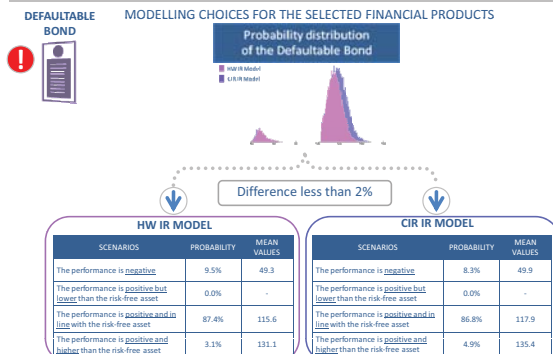 DEFAULTABLE
BOND
MODELLING CHOICES FOR THE SELECTED FINANCIAL PRODUCTS
Probability distribution
of the Defaultable Bond
HW IR Model
CIR IR Model
Difference less than 2%
HW IR MODEL
SCENARIOS PROBABILITY MEAN VALUES
The performance is negative 9.5% 49.3
The performance is positive but
lower than the risk-free asset 0.0% -
The performance is positive and in
line with the risk-free asset 87.4% 115.6
The performance is positive and
higher than the risk-free asset 3.1% 131.1
CIR IR MODEL
SCENARIOS PROBABILITY MEAN VALUES
The performance is negative 8.3% 49.9
The performance is positive but
lower than the risk-free asset 0.0% -
The performance is positive and in
line with the risk-free asset 86.8% 117.9
The performance is positive and
higher than the risk-free asset 4.9% 135.4